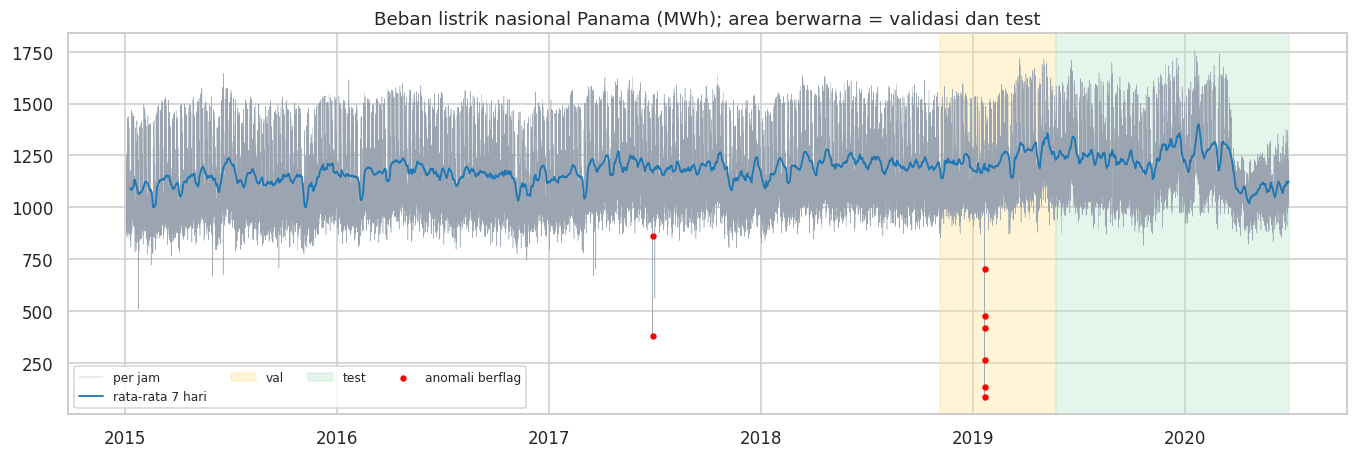 Beban listrik nasional Panama (MWh); area berwarna = validasi dan test
1750
1500
1250
1000
750
500
250
per jam
rata-rata 7 hari
val
test
anomali berflag
2015
2016
2017
2018
2019
2020